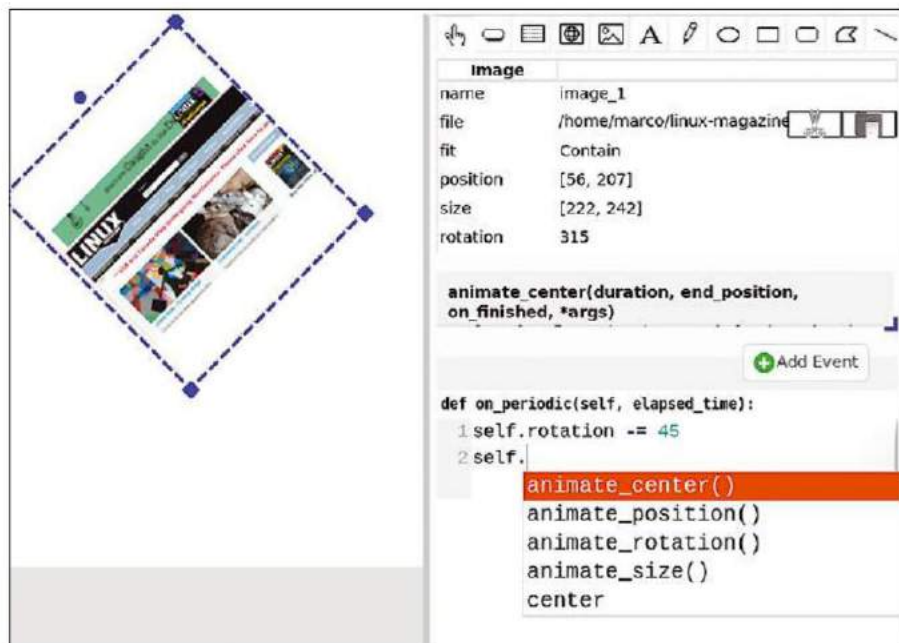 A
Image
name image_1
file /home/marco/linux-magazine
fit Contain
position [56, 207]
size [222, 242]
rotation 315
animate_center(duration, end_position,
on_finished, *args)
Add Event
def on_periodic(self, elapsed_time):
1 self.rotation -= 45
2 self.
animate_center()
animate_position()
animate_rotation()
animate_size()
center
LINUX